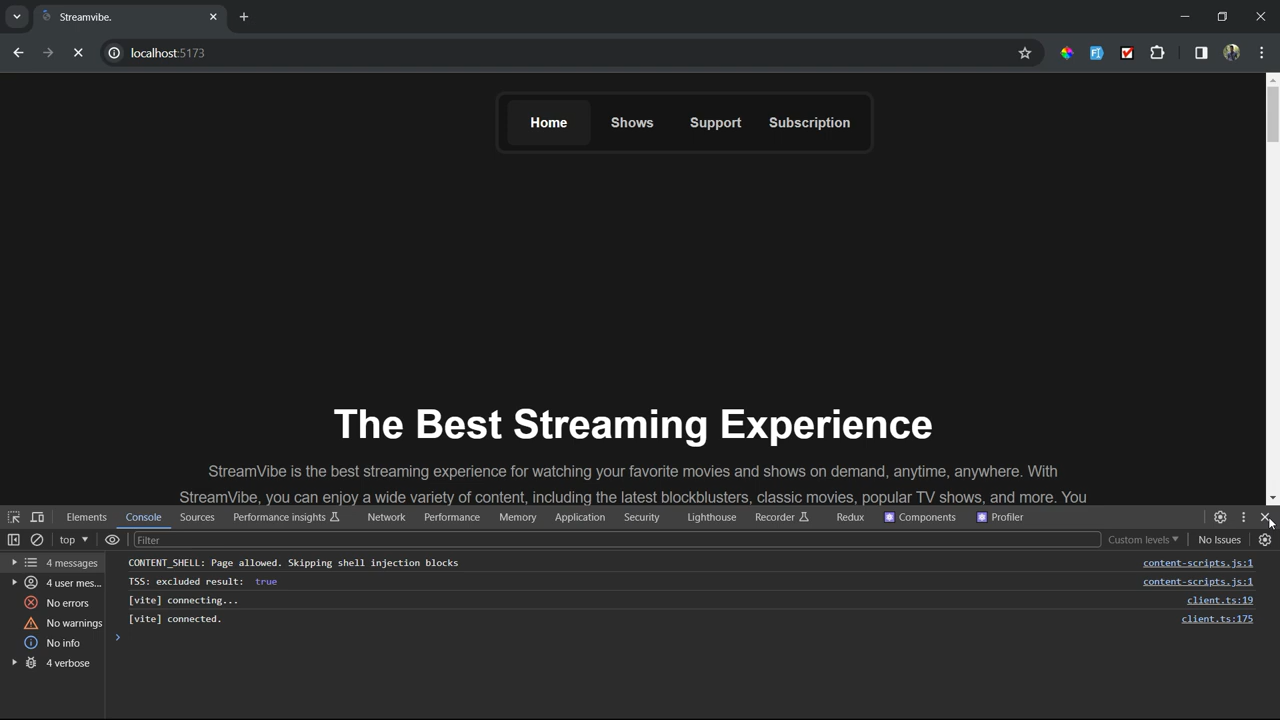 Streamvibe.
localhost:5173
Home Shows Support Subscription
The Best Streaming Experience
StreamVibe is the best streaming experience for watching your favorite movies and shows on demand, anytime, anywhere. With
StreamVibe, you can enjoy a wide variety of content, including the latest blockbusters, classic movies, popular TV shows, and more. You
Elements Console Sources Performance insights Network Performance Memory Application Security Lighthouse Recorder Redux Components Profiler
top Filter Custom levels No Issues
4 messages
4 user mes...
No errors
No warnings
No info
4 verbose
CONTENT_SHELL: Page allowed. Skipping shell injection blocks content-scripts.js:1
TSS: excluded result: true content-scripts.js:1
[vite] connecting... client.ts:19
[vite] connected. client.ts:175